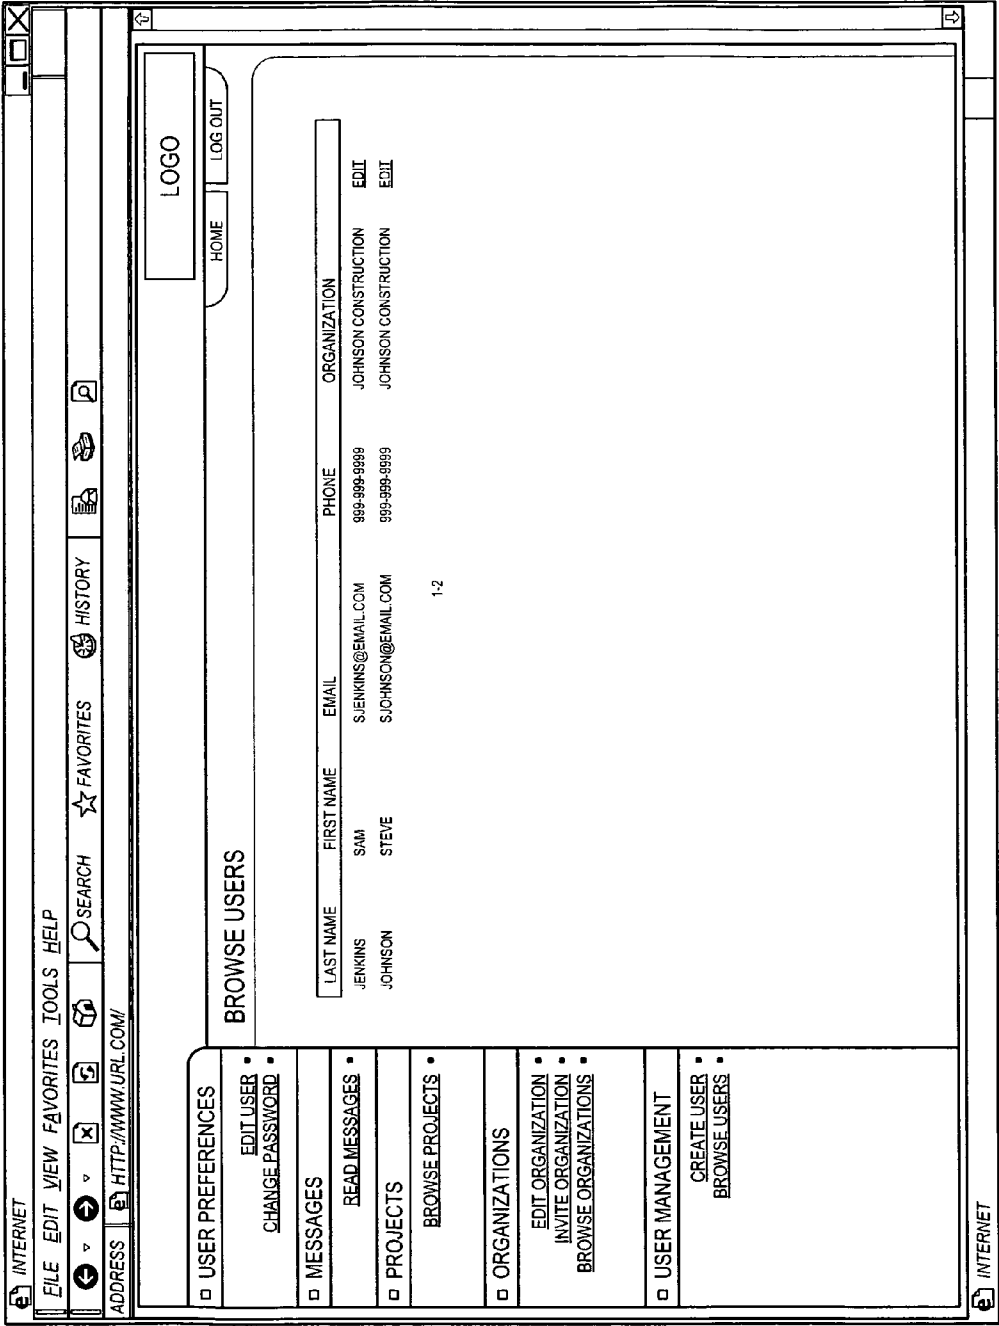 INTERNET
FILE EDIT VIEW FAVORITES TOOLS HELP
SEARCH FAVORITES HISTORY
ADDRESS HTTP://WWW.URL.COM/
LOGO
HOME LOG OUT
USER PREFERENCES
EDIT USER
CHANGE PASSWORD
MESSAGES
READ MESSAGES
PROJECTS
BROWSE PROJECTS
ORGANIZATIONS
EDIT ORGANIZATION
INVITE ORGANIZATION
BROWSE ORGANIZATIONS
USER MANAGEMENT
CREATE USER
BROWSE USERS
BROWSE USERS
LAST NAME FIRST NAME EMAIL PHONE ORGANIZATION
JENKINS SAM SJENKINS@EMAIL.COM 999-999-9999 JOHNSON CONSTRUCTION EDIT
JOHNSON STEVE SJOHNSON@EMAIL.COM 999-999-9999 JOHNSON CONSTRUCTION EDIT
1-2
INTERNET